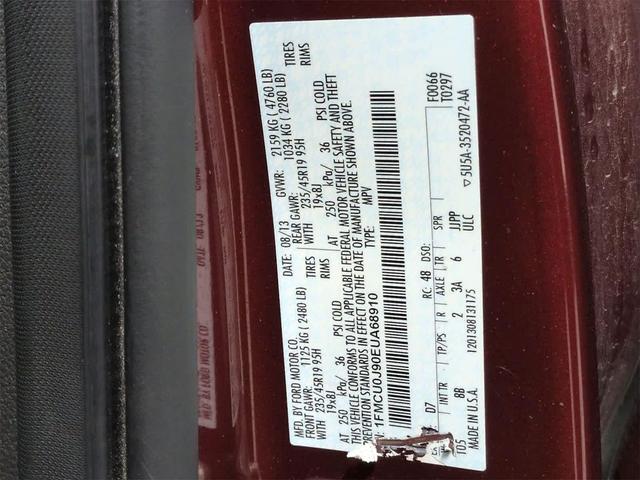 MFD. BY FORD MOTOR CO.
DATE: 08/13 GVWR: 2159 KG ( 4760 LB)
FRONT GAWR: 1125 KG ( 2480 LB) REAR GAWR: 1034 KG ( 2280 LB)
WITH 235/45R19 95H TIRES WITH 235/45R19 95H TIRES
19x8J RIMS 19x8J RIMS
AT 250 kPa/ 36 PSI COLD AT 250 kPa/ 36 PSI COLD
THIS VEHICLE CONFORMS TO ALL APPLICABLE FEDERAL MOTOR VEHICLE SAFETY AND THEFT
PREVENTION STANDARDS IN EFFECT ON THE DATE OF MANUFACTURE SHOWN ABOVE.
1FMCU0J90EUA68910 TYPE: MPV
F0066
T0297
D7 RC: 48 DSO:
INT TR TP/PS R AXLE TR SPR
BB 2 3A 6 JJPP
ULC
TOS 1201308131175
MADE IN U.S.A. ▽5U5A-3520472-AA